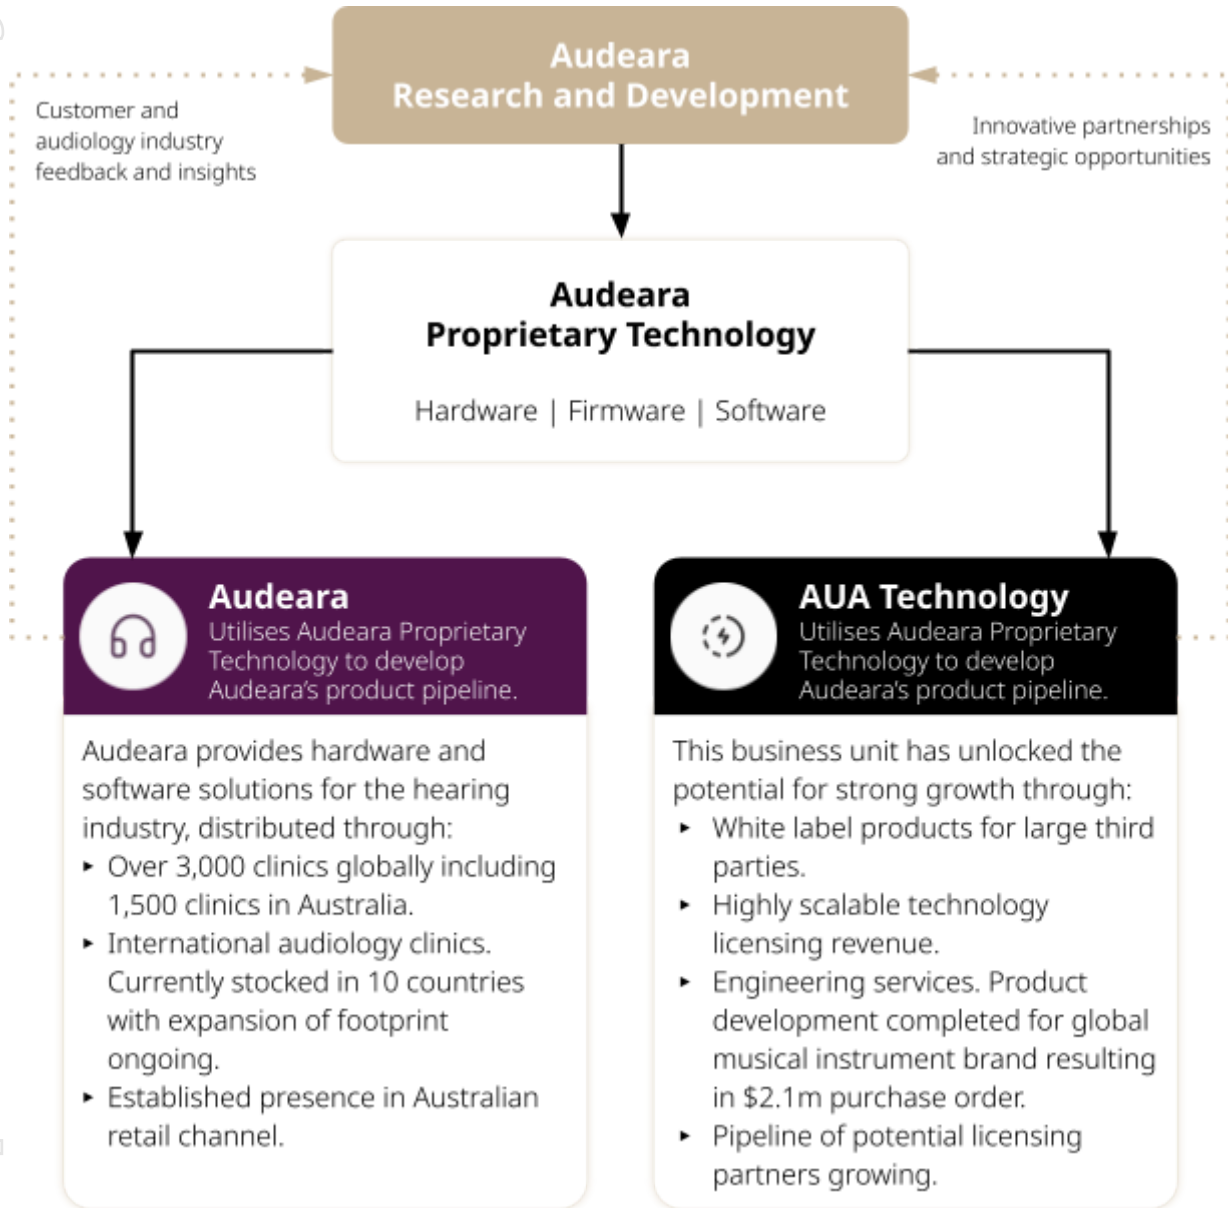 Audeara
Research and Development
Customer and
audiology industry
feedback and insights
Innovative partnerships
and strategic opportunities
Audeara
Proprietary Technology
Hardware | Firmware | Software
Audeara
Utilises Audeara Proprietary
Technology to develop
Audeara’s product pipeline.
Audeara provides hardware and
software solutions for the hearing
industry, distributed through:
‣ Over 3,000 clinics globally including
1,500 clinics in Australia.
‣ International audiology clinics.
Currently stocked in 10 countries
with expansion of footprint
ongoing.
‣ Established presence in Australian
retail channel.
AUA Technology
Utilises Audeara Proprietary
Technology to develop
Audeara’s product pipeline.
This business unit has unlocked the
potential for strong growth through:
‣ White label products for large third
parties.
‣ Highly scalable technology
licensing revenue.
‣ Engineering services. Product
development completed for global
musical instrument brand resulting
in $2.1m purchase order.
‣ Pipeline of potential licensing
partners growing.